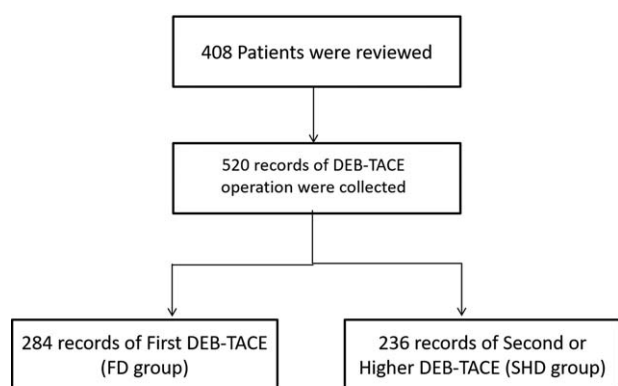 408 Patients were reviewed
520 records of DEB-TACE
operation were collected
284 records of First DEB-TACE
(FD group)
236 records of Second or
Higher DEB-TACE (SHD group)